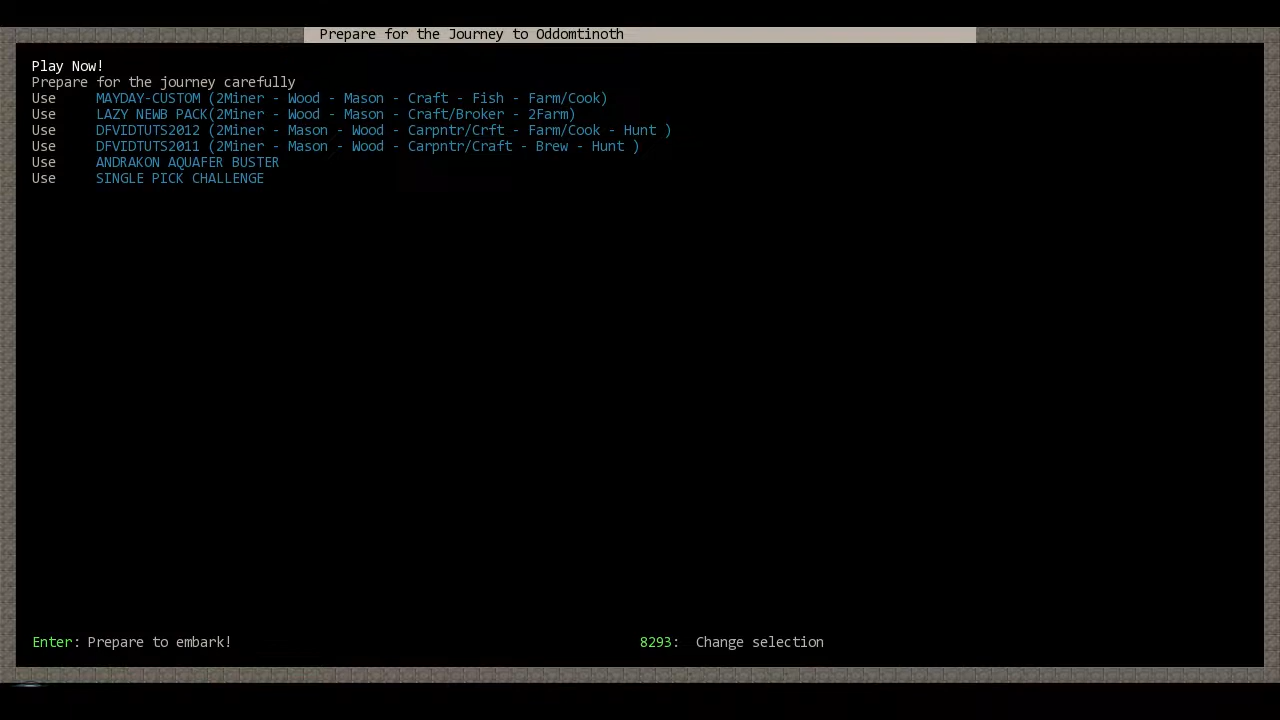 Prepare for the Journey to Oddomtinoth
Play Now!
Prepare for the journey carefully
Use MAYDAY-CUSTOM (2Miner - Wood - Mason - Craft - Fish - Farm/Cook)
Use LAZY NEWB PACK(2Miner - Wood - Mason - Craft/Broker - 2Farm)
Use DFVIDTUTS2012 (2Miner - Mason - Wood - Carpntr/Crft - Farm/Cook - Hunt )
Use DFVIDTUTS2011 (2Miner - Mason - Wood - Carpntr/Craft - Brew - Hunt )
Use ANDRAKON AQUAFER BUSTER
Use SINGLE PICK CHALLENGE
Enter: Prepare to embark! 8293: Change selection